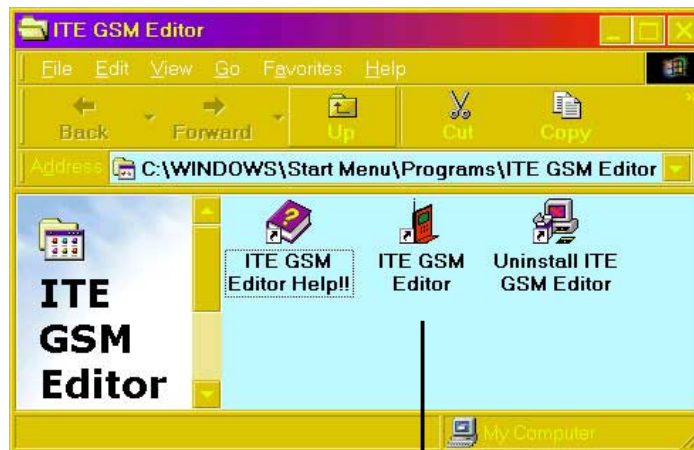 ITE GSM Editor
File Edit View Go Favorites Help
Back Forward Up Cut Copy
Address C:\WINDOWS\Start Menu\Programs\ITE GSM Editor
ITE
GSM
Editor
ITE GSM
Editor Help!!
ITE GSM
Editor
Uninstall ITE
GSM Editor
My Computer